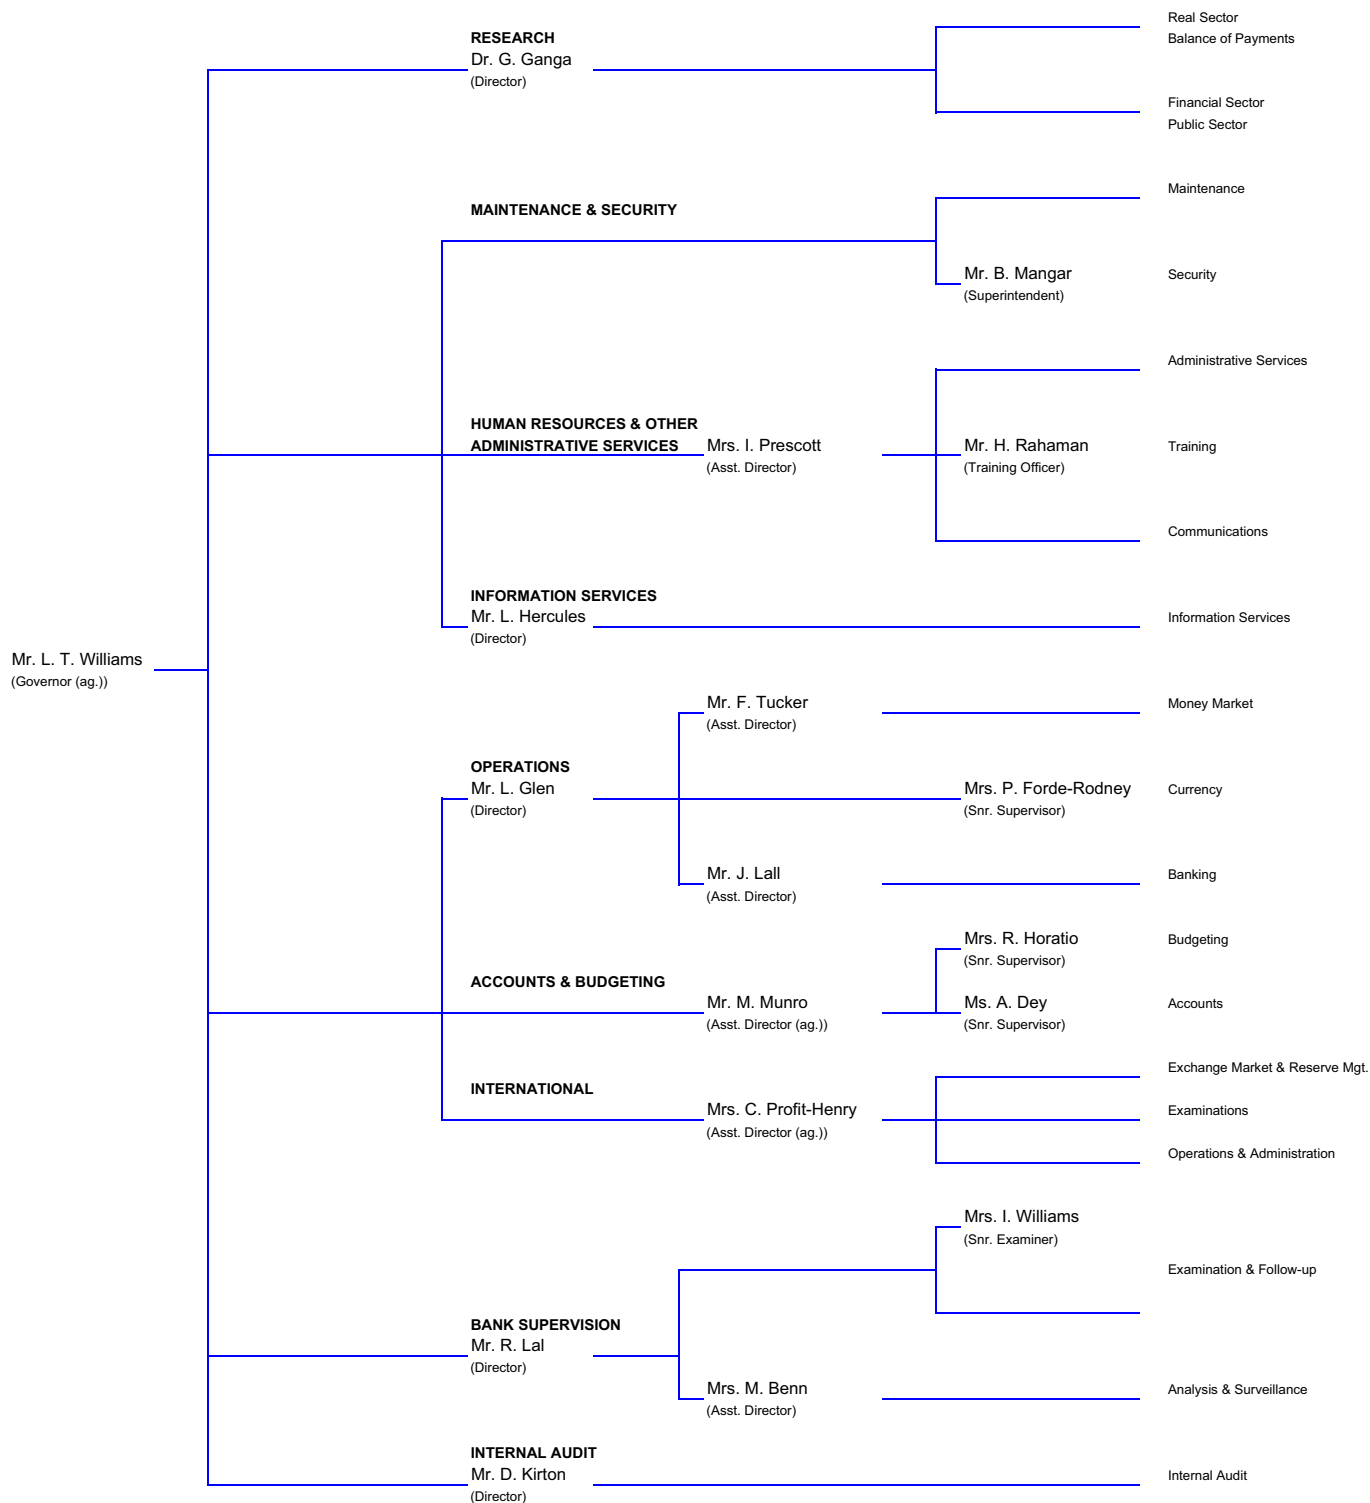 Real Sector
RESEARCH
Balance of Payments
Dr. G. Ganga
(Director)
Financial Sector
Public Sector
Maintenance
MAINTENANCE & SECURITY
Mr. B. Mangar
Security
(Superintendent)
Administrative Services
HUMAN RESOURCES & OTHER
ADMINISTRATIVE SERVICES
Mrs. I. Prescott
Mr. H. Rahaman
Training
(Asst. Director)
(Training Officer)
Communications
INFORMATION SERVICES
Mr. L. Hercules
Information Services
(Director)
Mr. L. T. Williams
(Governor (ag.))
Mr. F. Tucker
Money Market
(Asst. Director)
OPERATIONS
Mr. L. Glen
Mrs. P. Forde-Rodney
Currency
(Director)
(Snr. Supervisor)
Mr. J. Lall
Banking
(Asst. Director)
Mrs. R. Horatio
Budgeting
(Snr. Supervisor)
ACCOUNTS & BUDGETING
Mr. M. Munro
Ms. A. Dey
Accounts
(Asst. Director (ag.))
(Snr. Supervisor)
Exchange Market & Reserve Mgt.
INTERNATIONAL
Mrs. C. Profit-Henry
Examinations
(Asst. Director (ag.))
Operations & Administration
Mrs. I. Williams
(Snr. Examiner)
Examination & Follow-up
BANK SUPERVISION
Mr. R. Lal
(Director)
Mrs. M. Benn
Analysis & Surveillance
(Asst. Director)
INTERNAL AUDIT
Mr. D. Kirton
Internal Audit
(Director)